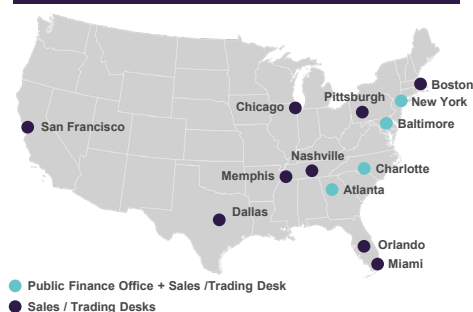 Boston
Pittsburgh
New York
Chicago
Baltimore
San Francisco
Nashville
Charlotte
Memphis
Atlanta
Dallas
Orlando
Miami
Public Finance Office + Sales /Trading Desk
Sales / Trading Desks